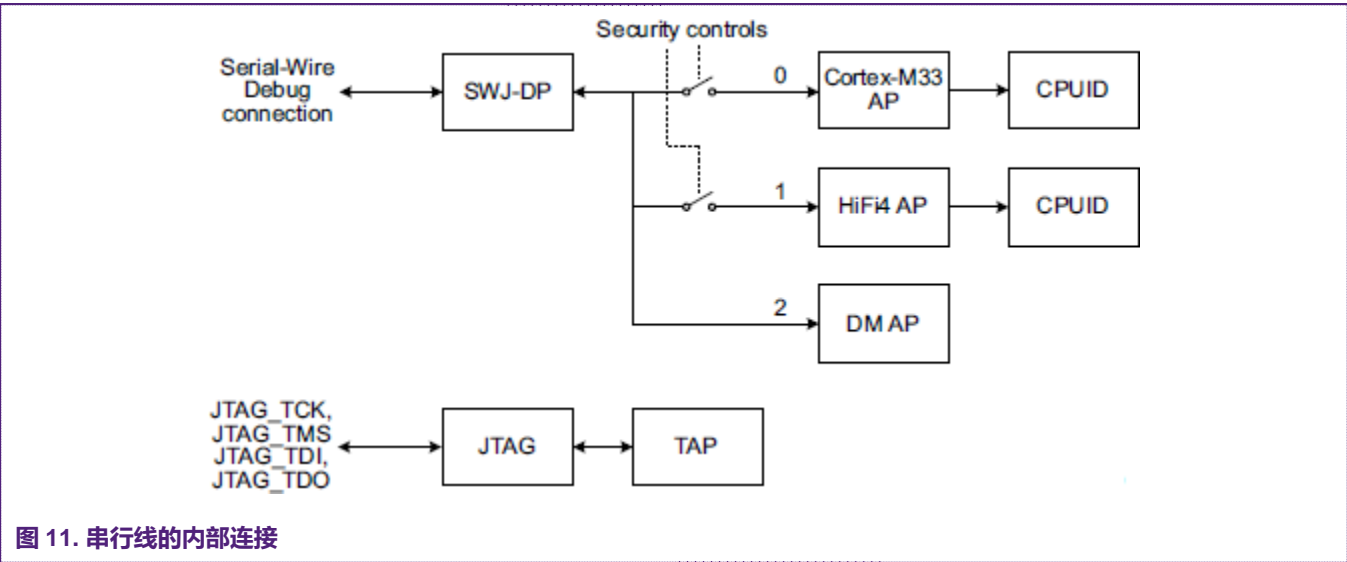 Security controls
Serial-Wire
Debug
connection
SWJ-DP
0
Cortex-M33
AP
CPUID
1
HiFi4 AP
CPUID
2
DM AP
JTAG_TCK,
JTAG_TMS
JTAG_TDI,
JTAG_TDO
JTAG
TAP
图 11. 串行线的内部连接